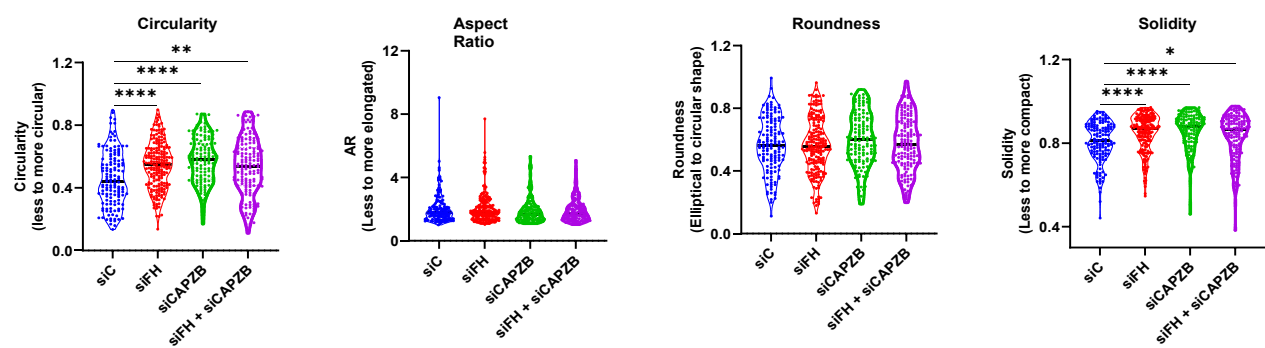 Circularity
Circularity
(less to more circular)
1.2
0.8
0.4
0.0
**
****
****
siC
siFH
siCAPZB
siFH + siCAPZB
Aspect
Ratio
AR
(Less to more elongated)
12
8
4
0
siC
siFH
siCAPZB
siFH + siCAPZB
Roundness
Roundness
(Elliptical to circular shape)
1.2
0.8
0.4
0.0
siC
siFH
siCAPZB
siFH + siCAPZB
Solidity
Solidity
(Less to more compact)
1.2
0.8
0.4
*
****
****
siC
siFH
siCAPZB
siFH + siCAPZB